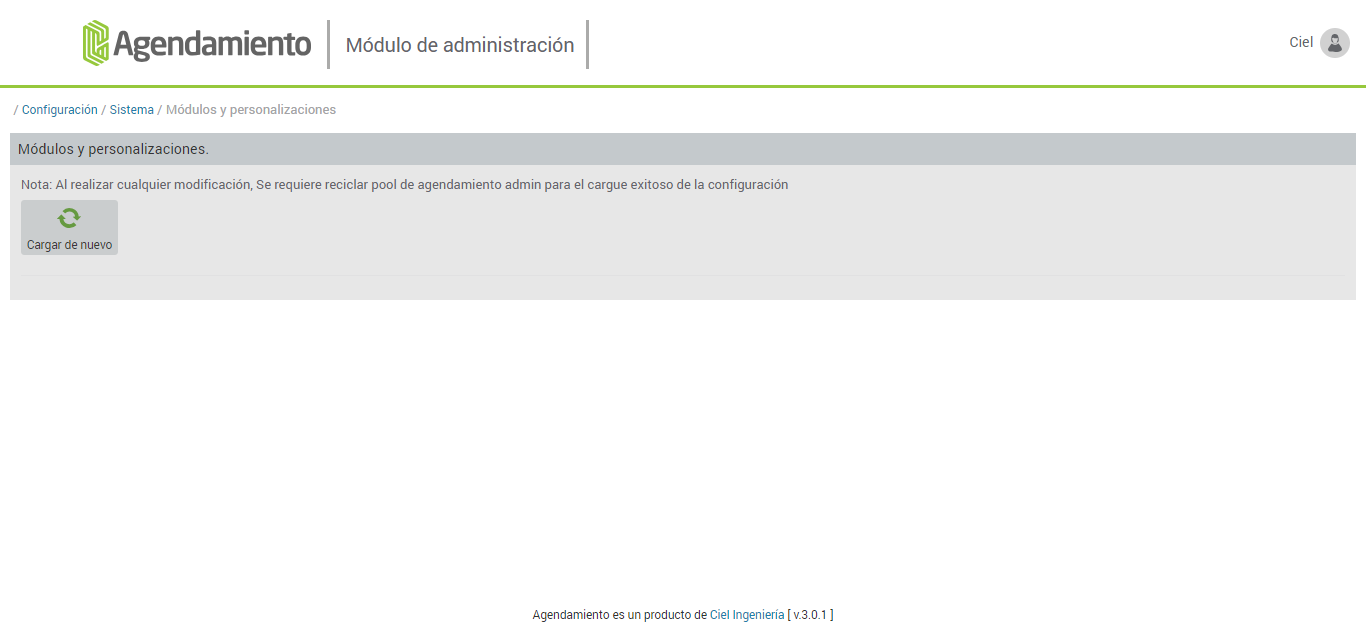 Agendamiento
Módulo de administración
Ciel
/ Configuración / Sistema / Módulos y personalizaciones
Módulos y personalizaciones.
Nota: Al realizar cualquier modificación, Se requiere reciclar pool de agendamiento admin para el cargue exitoso de la configuración
Cargar de nuevo
Agendamiento es un producto de Ciel Ingeniería [ v.3.0.1 ]